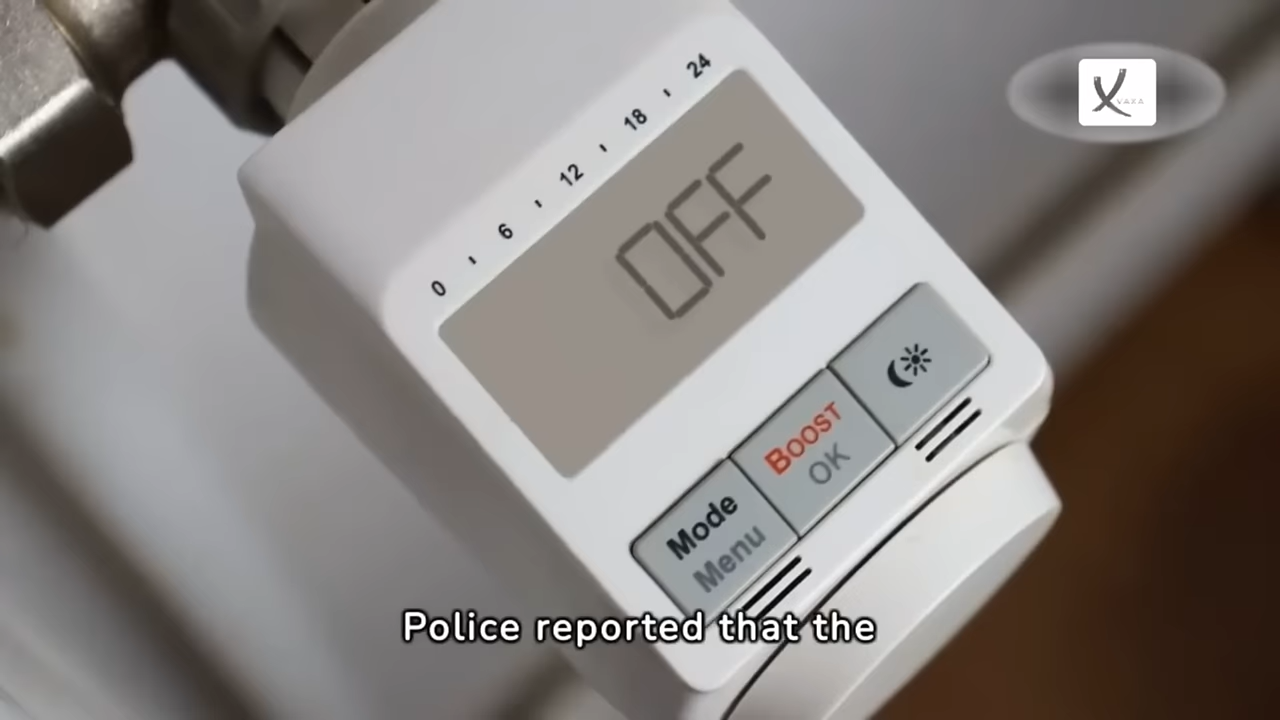 VAXA
0 6 12 18 24
OFF
BOOST
OK
Mode
Menu
Police reported that the